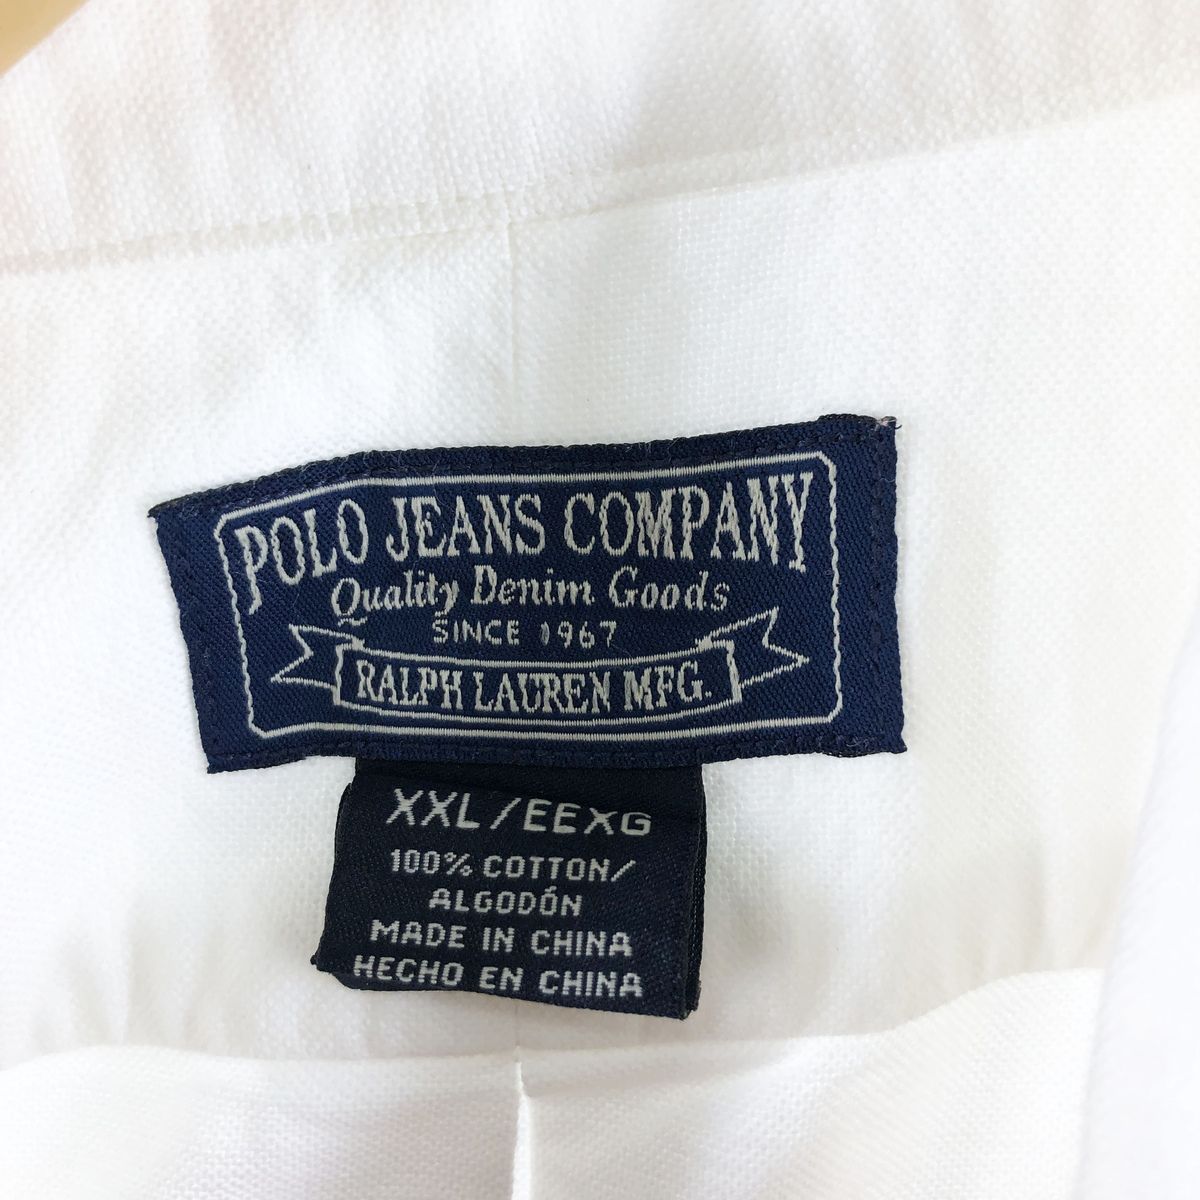 POLO JEANS COMPANY
Quality Denim Goods
SINCE 1967
RALPH LAUREN MFG.
XXL/EEXG
100% COTTON/
ALGODÓN
MADE IN CHINA
HECHO EN CHINA